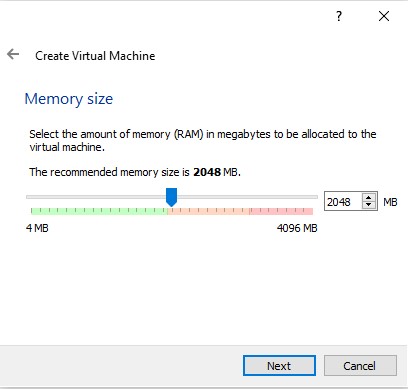 ?
Create Virtual Machine
Memory size
Select the amount of memory (RAM) in megabytes to be allocated to the
virtual machine.
The recommended memory size is 2048 MB.
2048 MB
4 MB 4096 MB
Next Cancel